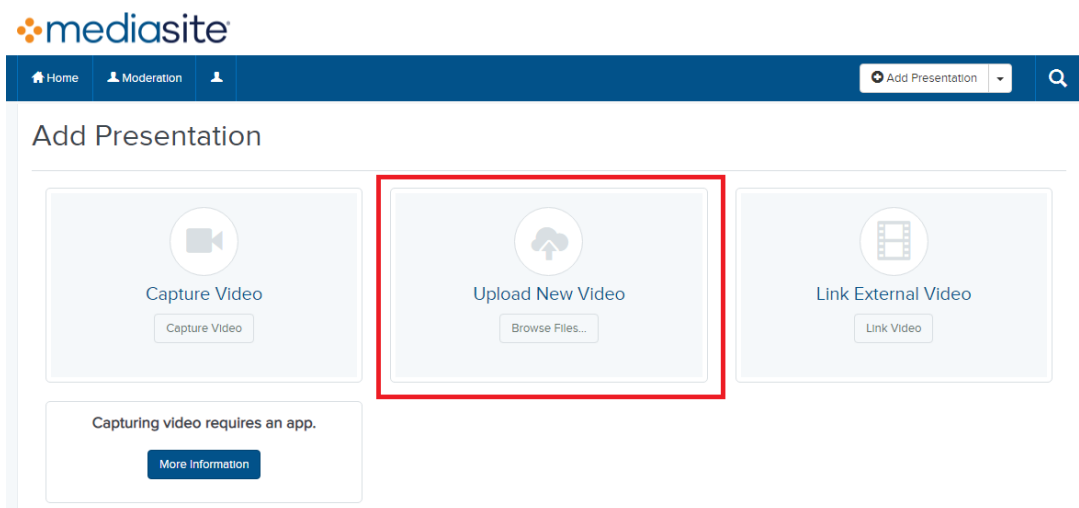 mediasite
Home Moderation Add Presentation
Add Presentation
Capture Video
Capture Video
Upload New Video
Browse Files...
Link External Video
Link Video
Capturing video requires an app.
More Information